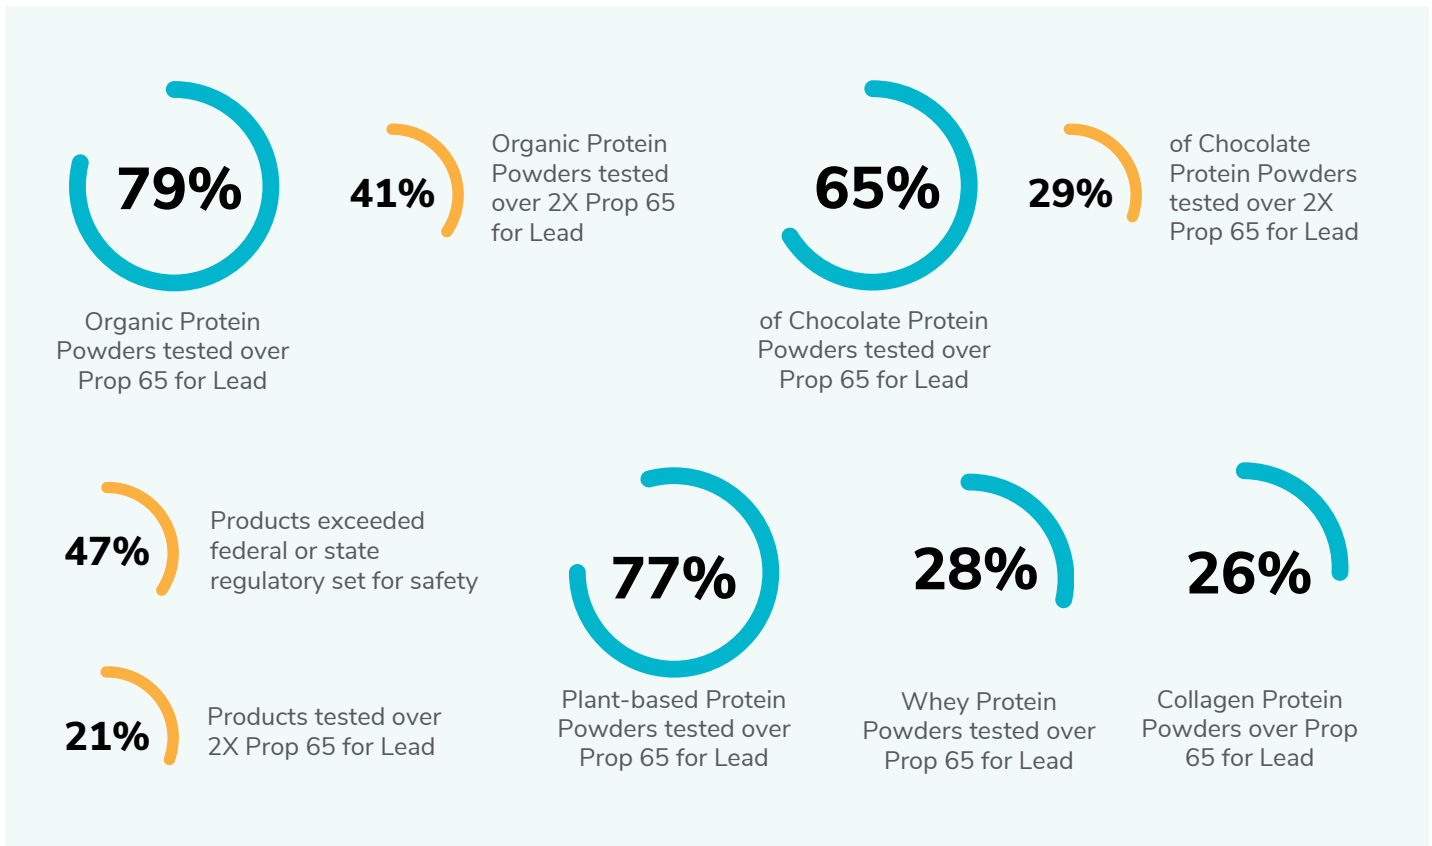 79%
Organic Protein
Powders tested over
Prop 65 for Lead
41%
Organic Protein
Powders tested
over 2X Prop 65
for Lead
65%
of Chocolate Protein
Powders tested over
Prop 65 for Lead
29%
of Chocolate
Protein Powders
tested over 2X
Prop 65 for Lead
47%
Products exceeded
federal or state
regulatory set for safety
21%
Products tested over
2X Prop 65 for Lead
77%
Plant-based Protein
Powders tested over
Prop 65 for Lead
28%
Whey Protein
Powders tested over
Prop 65 for Lead
26%
Collagen Protein
Powders over Prop
65 for Lead